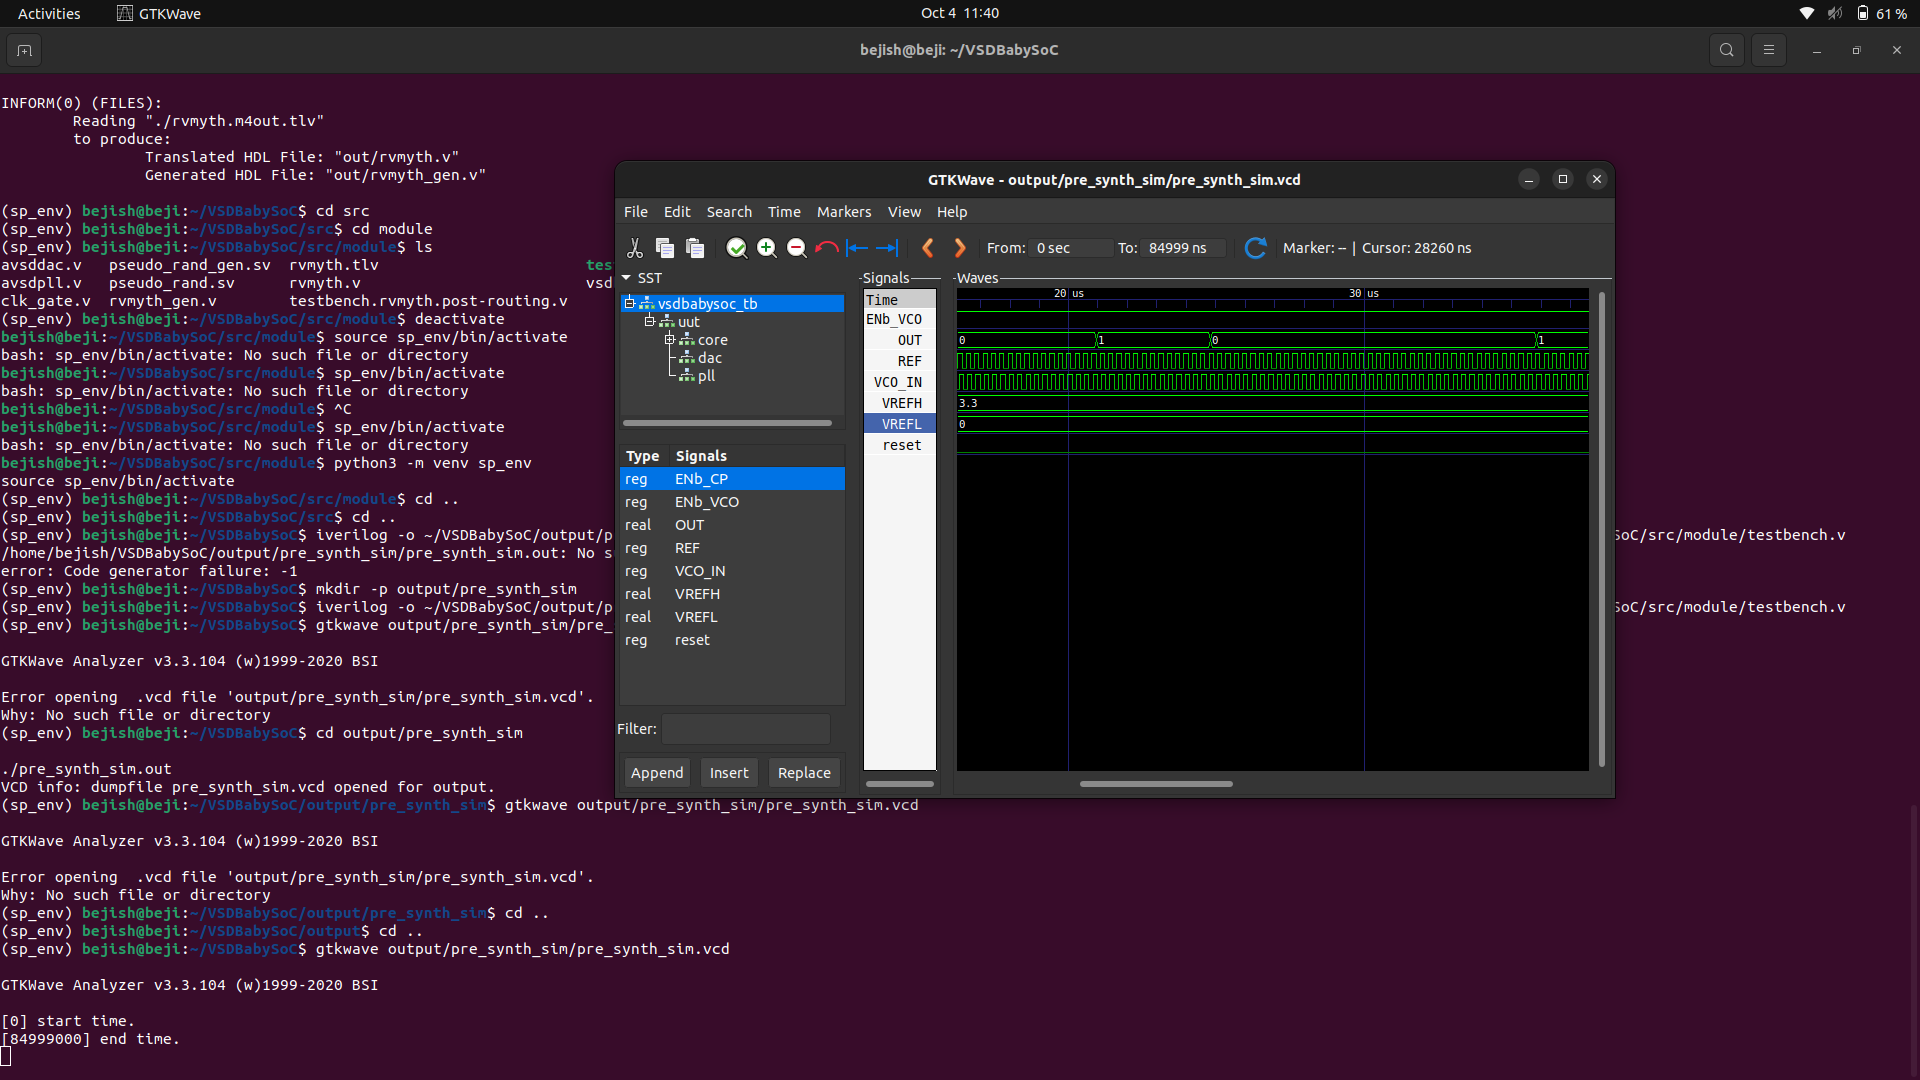 Activities GTKWave Oct 4 11:40 61 %
bejish@beji: ~/VSDBabySoC
INFORM(0) (FILES):
Reading "./rvmyth.m4out.tlv"
to produce:
Translated HDL File: "out/rvmyth.v"
Generated HDL File: "out/rvmyth_gen.v"
(sp_env) bejish@beji:~/VSDBabySoC$ cd src
(sp_env) bejish@beji:~/VSDBabySoC/src$ cd module
(sp_env) bejish@beji:~/VSDBabySoC/src/module$ ls
avsddac.v pseudo_rand_gen.sv rvmyth.tlv tes
avsdpll.v pseudo_rand.sv rvmyth.v vsd
clk_gate.v rvmyth_gen.v testbench.rvmyth.post-routing.v
(sp_env) bejish@beji:~/VSDBabySoC/src/module$ deactivate
bejish@beji:~/VSDBabySoC/src/module$ source sp_env/bin/activate
bash: sp_env/bin/activate: No such file or directory
bejish@beji:~/VSDBabySoC/src/module$ sp_env/bin/activate
bash: sp_env/bin/activate: No such file or directory
bejish@beji:~/VSDBabySoC/src/module$ ^C
bejish@beji:~/VSDBabySoC/src/module$ sp_env/bin/activate
bash: sp_env/bin/activate: No such file or directory
bejish@beji:~/VSDBabySoC/src/module$ python3 -m venv sp_env
source sp_env/bin/activate
(sp_env) bejish@beji:~/VSDBabySoC/src/module$ cd ..
(sp_env) bejish@beji:~/VSDBabySoC/src$ cd ..
(sp_env) bejish@beji:~/VSDBabySoC$ iverilog -o ~/VSDBabySoC/output/p SoC/src/module/testbench.v
/home/bejish/VSDBabySoC/output/pre_synth_sim/pre_synth_sim.out: No s
error: Code generator failure: -1
(sp_env) bejish@beji:~/VSDBabySoC$ mkdir -p output/pre_synth_sim
(sp_env) bejish@beji:~/VSDBabySoC$ iverilog -o ~/VSDBabySoC/output/p SoC/src/module/testbench.v
(sp_env) bejish@beji:~/VSDBabySoC$ gtkwave output/pre_synth_sim/pre_
GTKWave Analyzer v3.3.104 (w)1999-2020 BSI
Error opening .vcd file 'output/pre_synth_sim/pre_synth_sim.vcd'.
Why: No such file or directory
(sp_env) bejish@beji:~/VSDBabySoC$ cd output/pre_synth_sim
./pre_synth_sim.out
VCD info: dumpfile pre_synth_sim.vcd opened for output.
(sp_env) bejish@beji:~/VSDBabySoC/output/pre_synth_sim$ gtkwave output/pre_synth_sim/pre_synth_sim.vcd
GTKWave Analyzer v3.3.104 (w)1999-2020 BSI
Error opening .vcd file 'output/pre_synth_sim/pre_synth_sim.vcd'.
Why: No such file or directory
(sp_env) bejish@beji:~/VSDBabySoC/output/pre_synth_sim$ cd ..
(sp_env) bejish@beji:~/VSDBabySoC/output$ cd ..
(sp_env) bejish@beji:~/VSDBabySoC$ gtkwave output/pre_synth_sim/pre_synth_sim.vcd
GTKWave Analyzer v3.3.104 (w)1999-2020 BSI
[0] start time.
[84999000] end time.
GTKWave - output/pre_synth_sim/pre_synth_sim.vcd
File Edit Search Time Markers View Help
From: 0 sec To: 84999 ns Marker: -- | Cursor: 28260 ns
SST
vsdbabysoc_tb
uut
core
dac
pll
Type Signals
reg ENb_CP
reg ENb_VCO
real OUT
reg REF
reg VCO_IN
real VREFH
real VREFL
reg reset
Filter:
Append Insert Replace
Signals
Time
ENb_VCO
OUT
REF
VCO_IN
VREFH
VREFL
reset
Waves
20 us 30 us
0 1 0 1
3.3
0